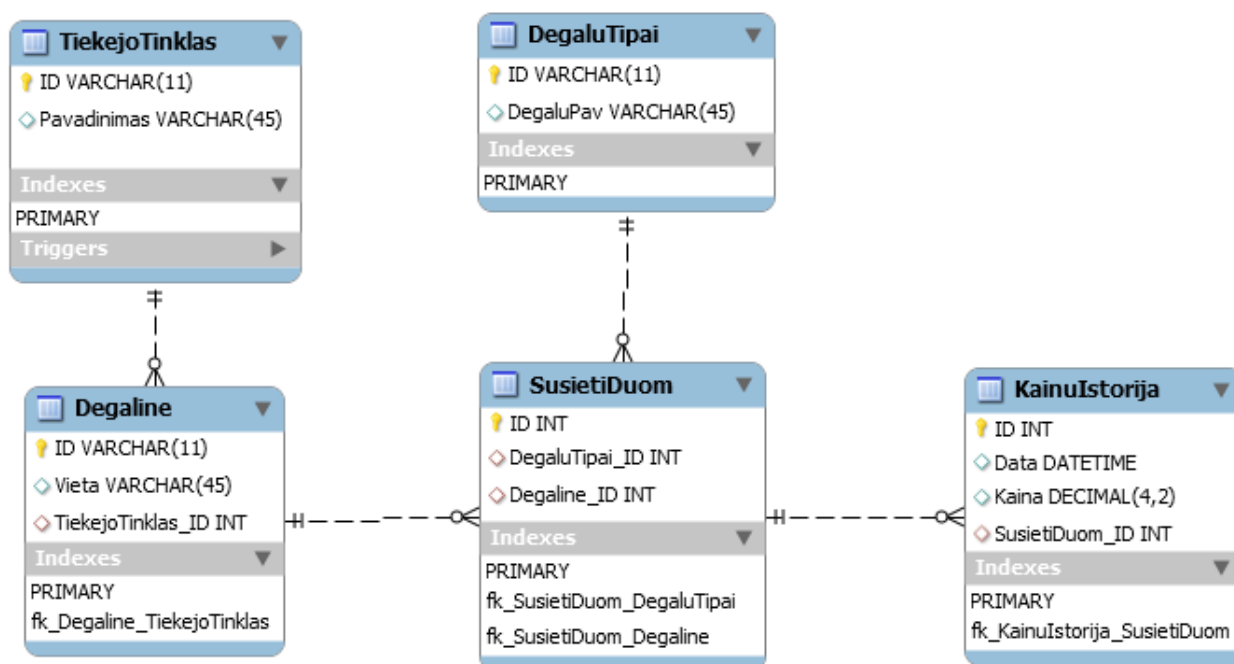 TiekejoTinklas
ID VARCHAR(11)
Pavadinimas VARCHAR(45)
Indexes
PRIMARY
Triggers
DegaluTipai
ID VARCHAR(11)
DegaluPav VARCHAR(45)
Indexes
PRIMARY
Degaline
ID VARCHAR(11)
Vieta VARCHAR(45)
TiekejoTinklas_ID INT
Indexes
PRIMARY
fk_Degaline_TiekejoTinklas
SusietiDuom
ID INT
DegaluTipai_ID INT
Degaline_ID INT
Indexes
PRIMARY
fk_SusietiDuom_DegaluTipai
fk_SusietiDuom_Degaline
KainuIstorija
ID INT
Data DATETIME
Kaina DECIMAL(4,2)
SusietiDuom_ID INT
Indexes
PRIMARY
fk_KainuIstorija_SusietiDuom